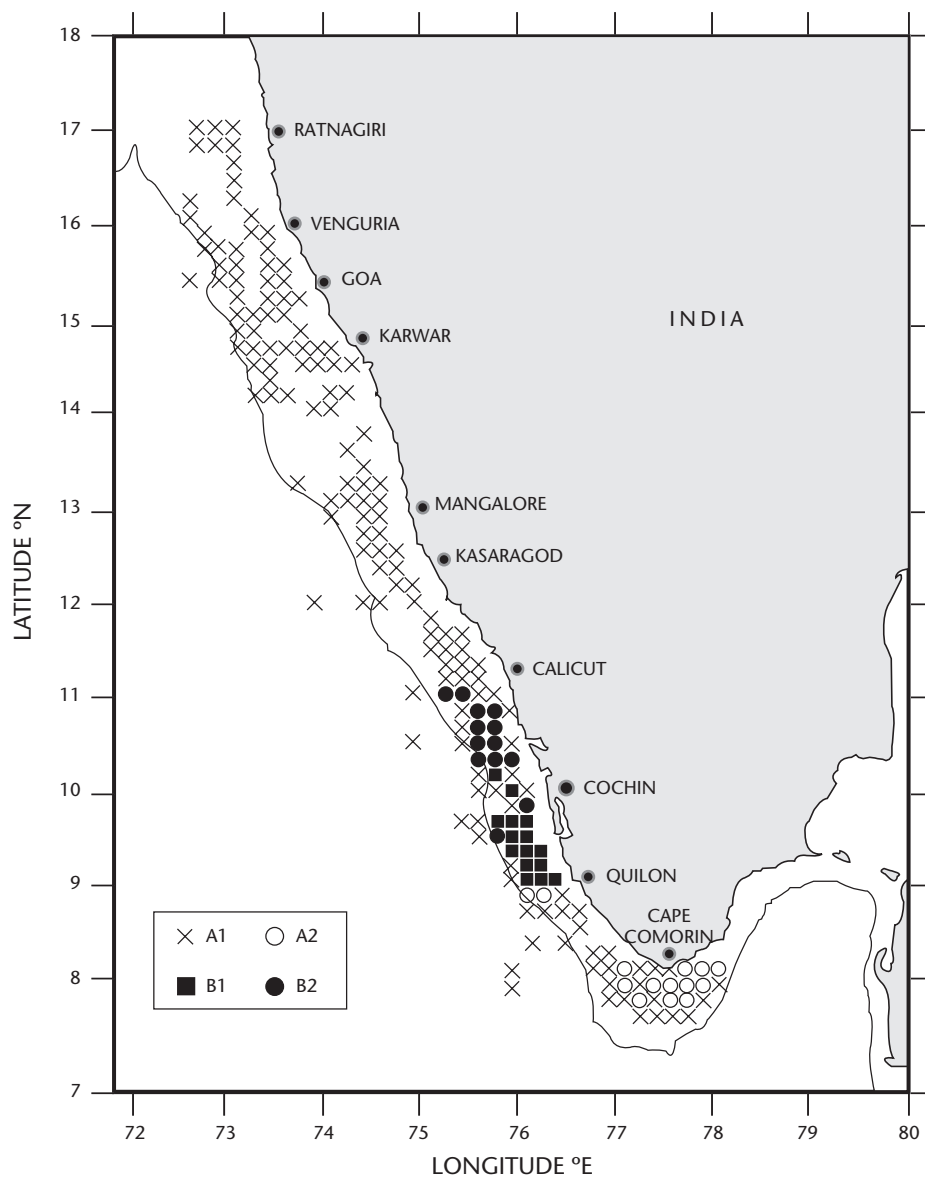 18
17
RATNAGIRI
16
VENGURIA
GOA
INDIA
15
KARWAR
14
13
MANGALORE
KASARAGOD
12
CALICUT
11
10
COCHIN
QUILON
9
CAPE
COMORIN
A1 A2
8
B1 B2
7
72 73 74 75 76 77 78 79 80
LONGITUDE ºE
LATITUDE ºN